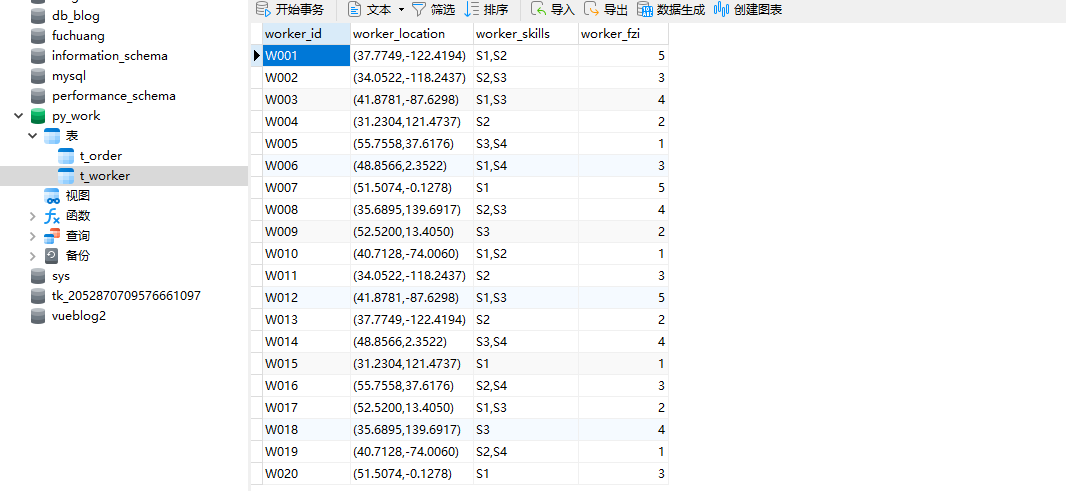 db_blog
fuchuang
information_schema
mysql
performance_schema
py_work
表
t_order
t_worker
视图
函数
查询
备份
sys
tk_2052870709576661097
vueblog2
开始事务 文本 筛选 排序 导入 导出 数据生成 创建图表
worker_id worker_location worker_skills worker_fzi
W001 (37.7749,-122.4194) S1,S2 5
W002 (34.0522,-118.2437) S2,S3 3
W003 (41.8781,-87.6298) S1,S3 4
W004 (31.2304,121.4737) S2 2
W005 (55.7558,37.6176) S3,S4 1
W006 (48.8566,2.3522) S1,S4 3
W007 (51.5074,-0.1278) S1 5
W008 (35.6895,139.6917) S2,S3 4
W009 (52.5200,13.4050) S3 2
W010 (40.7128,-74.0060) S1,S2 1
W011 (34.0522,-118.2437) S2 3
W012 (41.8781,-87.6298) S1,S3 5
W013 (37.7749,-122.4194) S2 2
W014 (48.8566,2.3522) S3,S4 4
W015 (31.2304,121.4737) S1 1
W016 (55.7558,37.6176) S2,S4 3
W017 (52.5200,13.4050) S1,S3 2
W018 (35.6895,139.6917) S3 4
W019 (40.7128,-74.0060) S2,S4 1
W020 (51.5074,-0.1278) S1 3